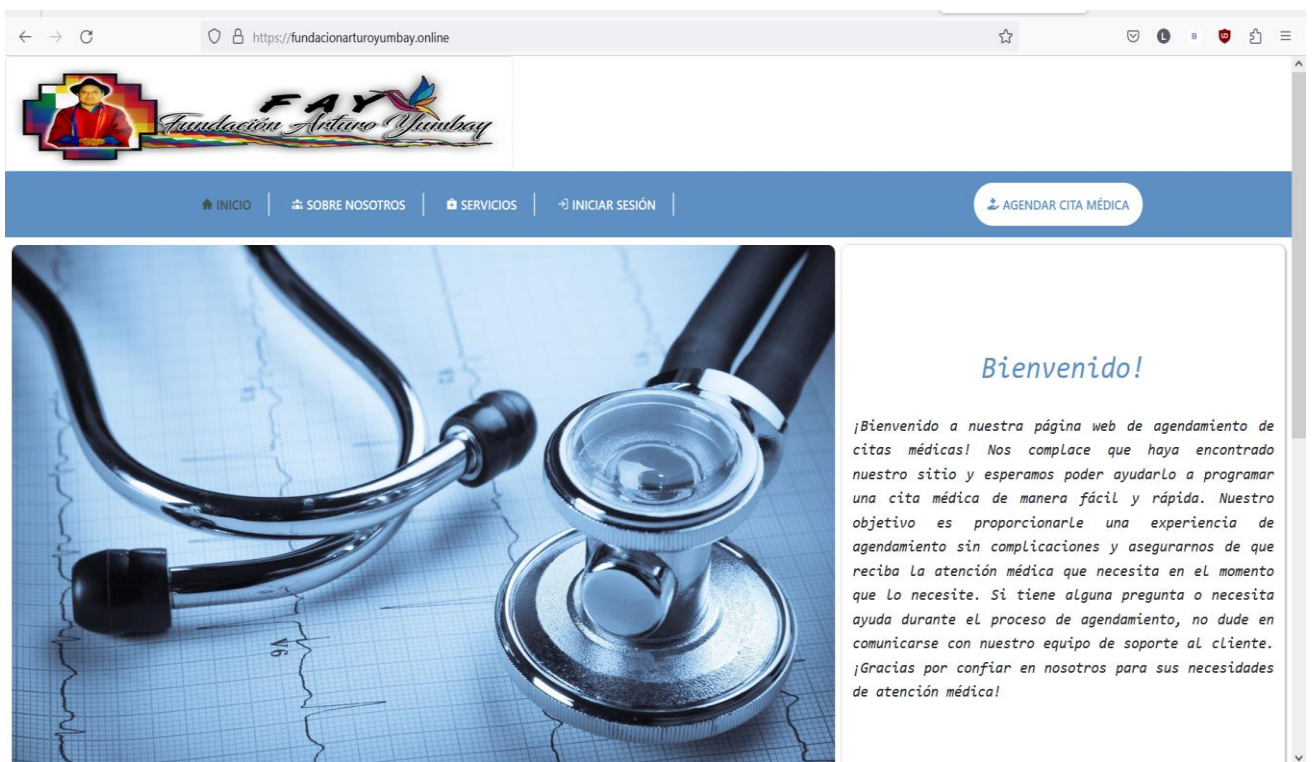 https://fundacionarturoyumbay.online
L
B
FAY
Fundación Arturo Yumbay
INICIO
SOBRE NOSOTROS
SERVICIOS
INICIAR SESIÓN
AGENDAR CITA MÉDICA
Bienvenido!
¡Bienvenido a nuestra página web de agendamiento de
citas médicas! Nos complace que haya encontrado
nuestro sitio y esperamos poder ayudarlo a programar
una cita médica de manera fácil y rápida. Nuestro
objetivo es proporcionarle una experiencia de
agendamiento sin complicaciones y asegurarnos de que
reciba la atención médica que necesita en el momento
que lo necesite. Si tiene alguna pregunta o necesita
ayuda durante el proceso de agendamiento, no dude en
comunicarse con nuestro equipo de soporte al cliente.
¡Gracias por confiar en nosotros para sus necesidades
de atención médica!
V6